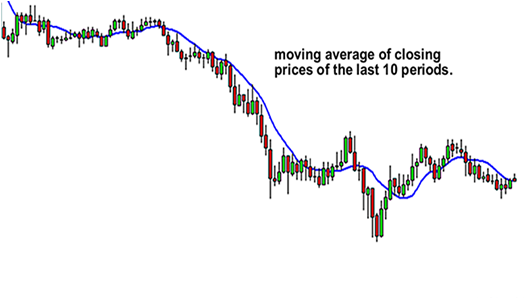 moving average of closing
prices of the last 10 periods.